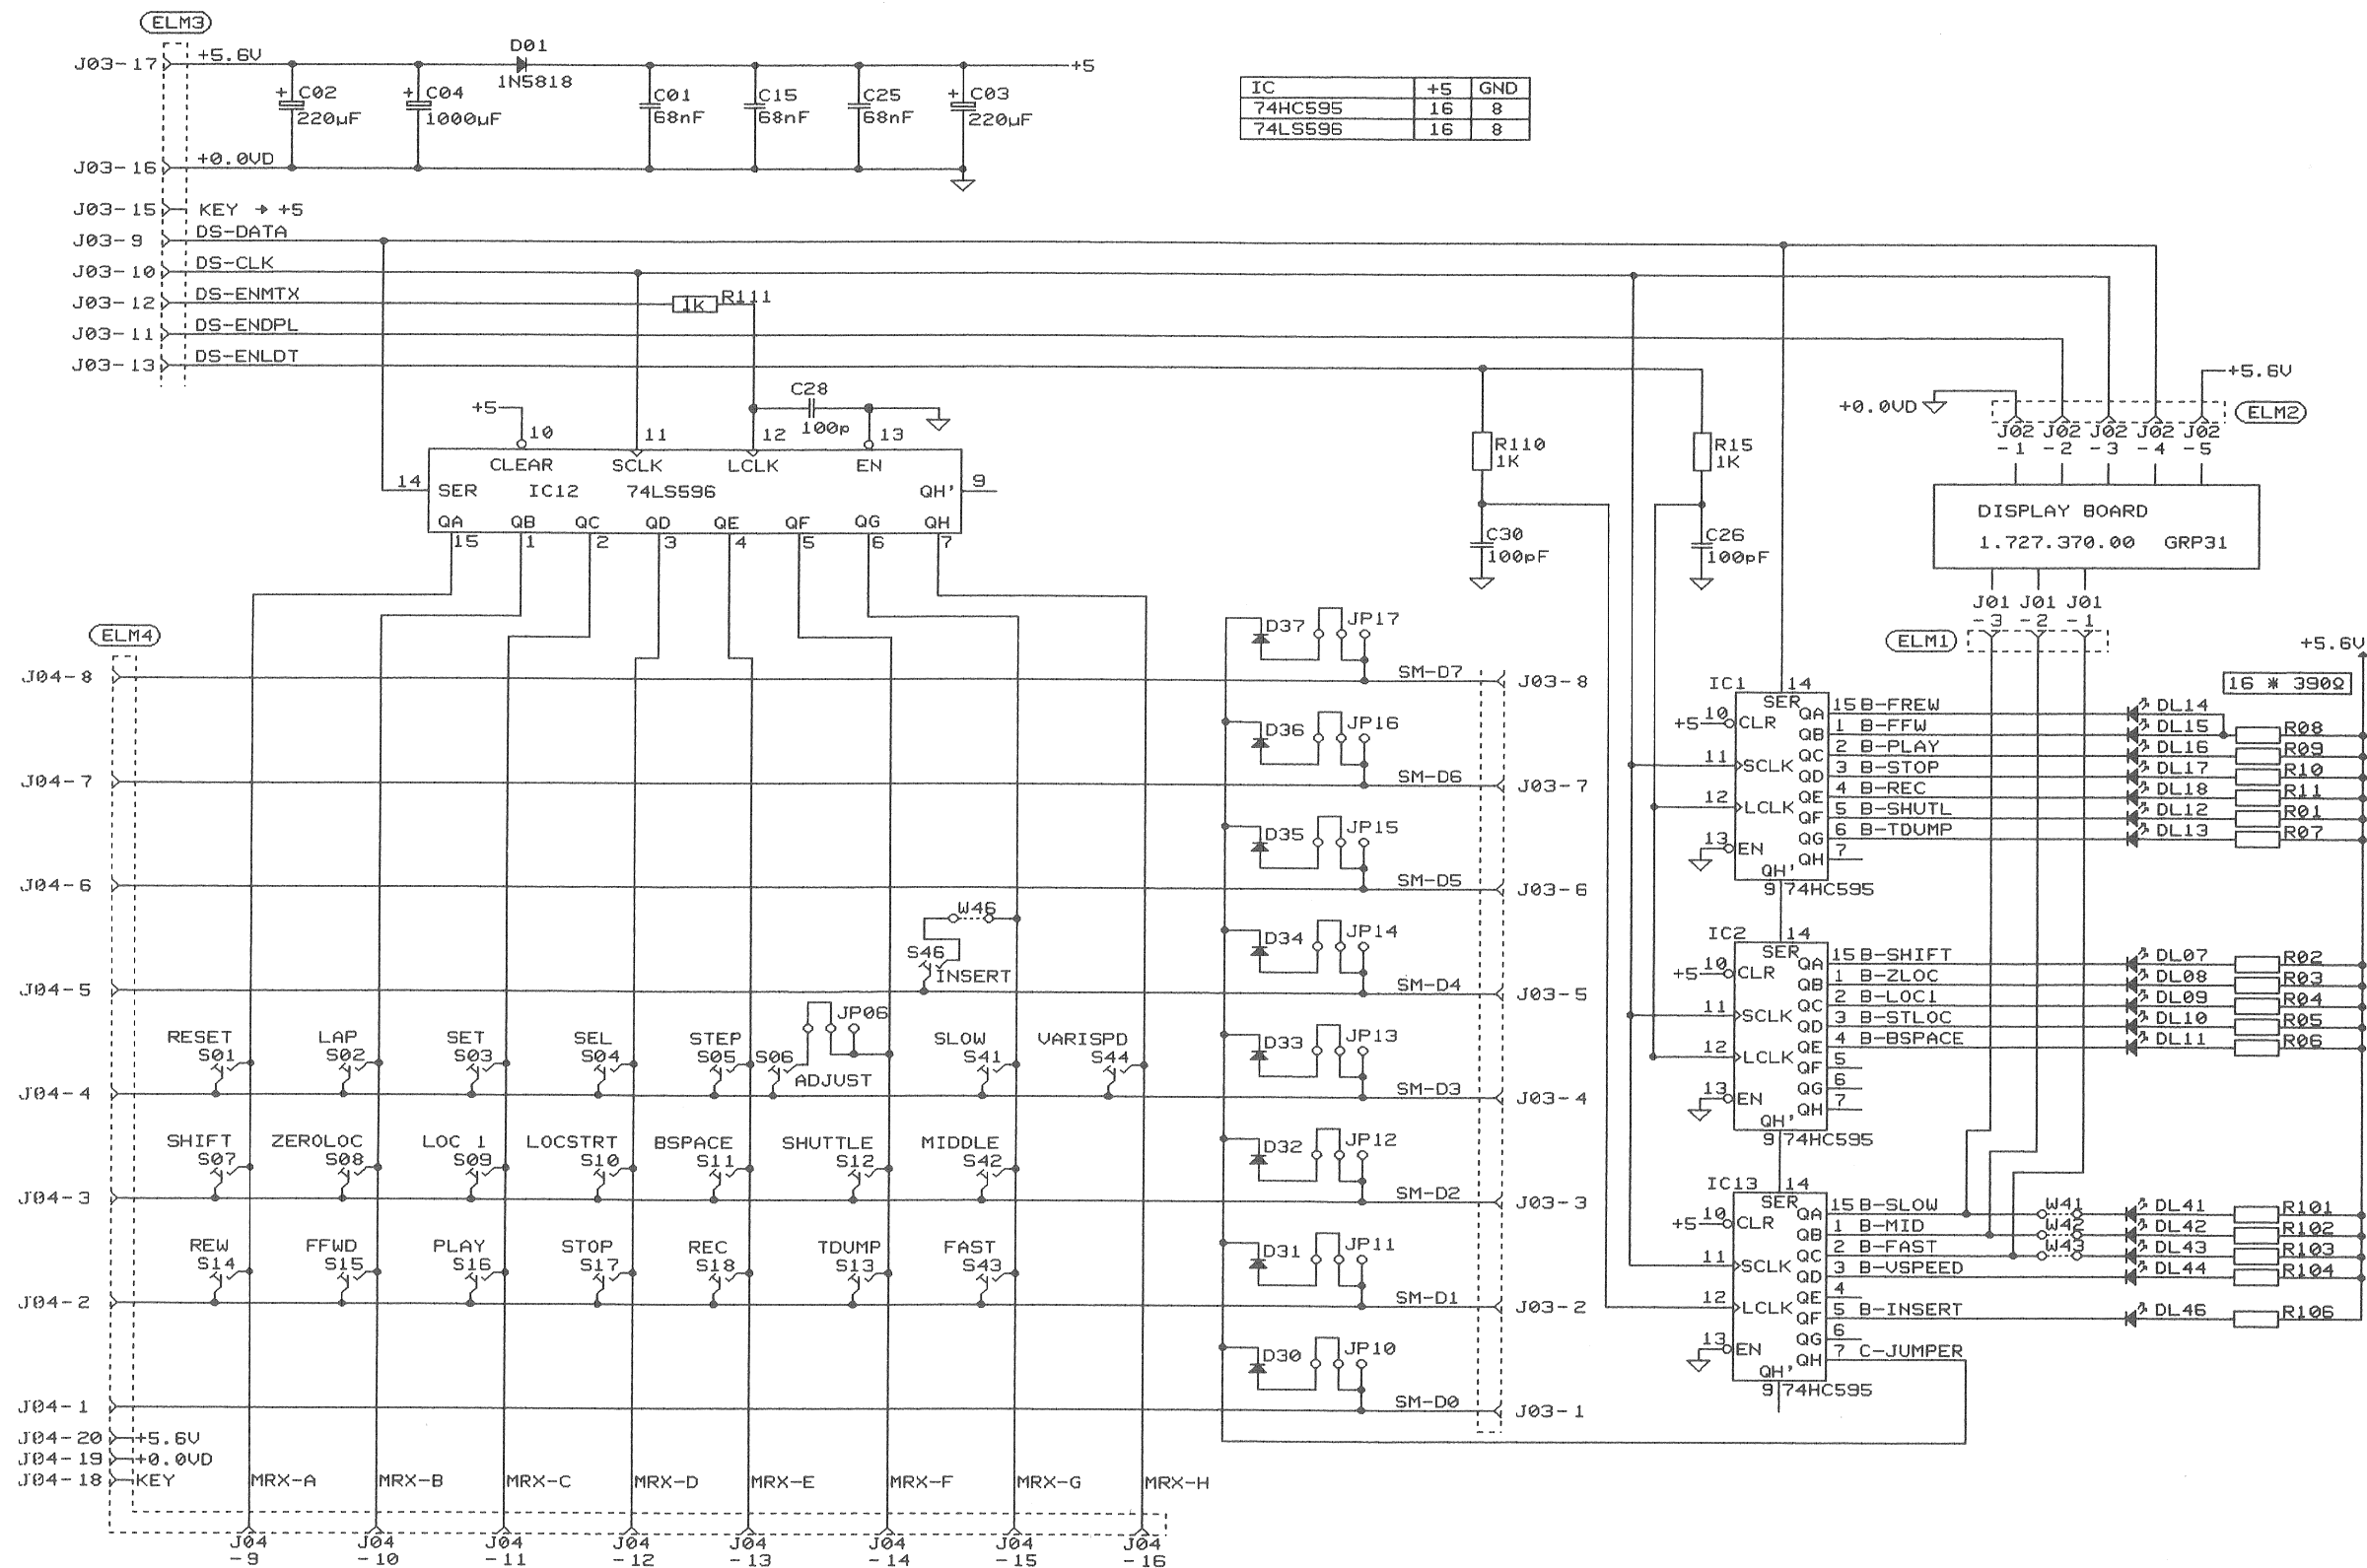 ELM3
J03-17 +5.6V
D01
1N5818
+5
+ C02
220µF
+ C04
1000µF
C01
68nF
C15
68nF
C25
68nF
+ C03
220µF
IC +5 GND
74HC595 16 8
74LS596 16 8
J03-16 +0.0VD
J03-15 KEY → +5
J03-9 DS-DATA
J03-10 DS-CLK
J03-12 DS-ENMTX
1K R111
J03-11 DS-ENDPL
J03-13 DS-ENLDT
+5
10 11 12 13
C28
100p
CLEAR SCLK LCLK EN
14 SER IC12 74LS596 QH' 9
QA QB QC QD QE QF QG QH
15 1 2 3 4 5 6 7
R110
1K
R15
1K
C30
100pF
C26
100pF
+5.6V
+0.0VD
ELM2
J02 J02 J02 J02 J02
-1 -2 -3 -4 -5
DISPLAY BOARD
1.727.370.00 GRP31
J01 J01 J01
-3 -2 -1
ELM1
+5.6V
16 * 390Ω
ELM4
J04-8
J04-7
J04-6
J04-5
J04-4
J04-3
J04-2
J04-1
J04-20 +5.6V
J04-19 +0.0VD
J04-18 KEY
W46
S46
INSERT
JP06
RESET
S01
LAP
S02
SET
S03
SEL
S04
STEP
S05
S06
ADJUST
SLOW
S41
VARISPD
S44
SHIFT
S07
ZEROLOC
S08
LOC 1
S09
LOCSTRT
S10
BSPACE
S11
SHUTTLE
S12
MIDDLE
S42
REW
S14
FFWD
S15
PLAY
S16
STOP
S17
REC
S18
TDUMP
S13
FAST
S43
MRX-A MRX-B MRX-C MRX-D MRX-E MRX-F MRX-G MRX-H
J04 J04 J04 J04 J04 J04 J04 J04
-9 -10 -11 -12 -13 -14 -15 -16
D37 JP17
SM-D7 J03-8
D36 JP16
SM-D6 J03-7
D35 JP15
SM-D5 J03-6
D34 JP14
SM-D4 J03-5
D33 JP13
SM-D3 J03-4
D32 JP12
SM-D2 J03-3
D31 JP11
SM-D1 J03-2
D30 JP10
SM-D0 J03-1
IC1 14
SER
+5 10 CLR
11 SCLK
12 LCLK
13 EN
QH'
9 74HC595
QA 15 B-FREW DL14
QB 1 B-FFW DL15 R08
QC 2 B-PLAY DL16 R09
QD 3 B-STOP DL17 R10
QE 4 B-REC DL18 R11
QF 5 B-SHUTL DL12 R01
QG 6 B-TDUMP DL13 R07
QH 7
IC2 14
SER
+5 10 CLR
11 SCLK
12 LCLK
13 EN
QH'
9 74HC595
QA 15 B-SHIFT DL07 R02
QB 1 B-ZLOC DL08 R03
QC 2 B-LOC1 DL09 R04
QD 3 B-STLOC DL10 R05
QE 4 B-BSPACE DL11 R06
QF 5
QG 6
QH 7
IC13 14
SER
+5 10 CLR
11 SCLK
12 LCLK
13 EN
QH'
9 74HC595
QA 15 B-SLOW W41 DL41 R101
QB 1 B-MID W42 DL42 R102
QC 2 B-FAST W43 DL43 R103
QD 3 B-VSPEED DL44 R104
QE 4
QF 5 B-INSERT DL46 R106
QG 6
QH 7 C-JUMPER